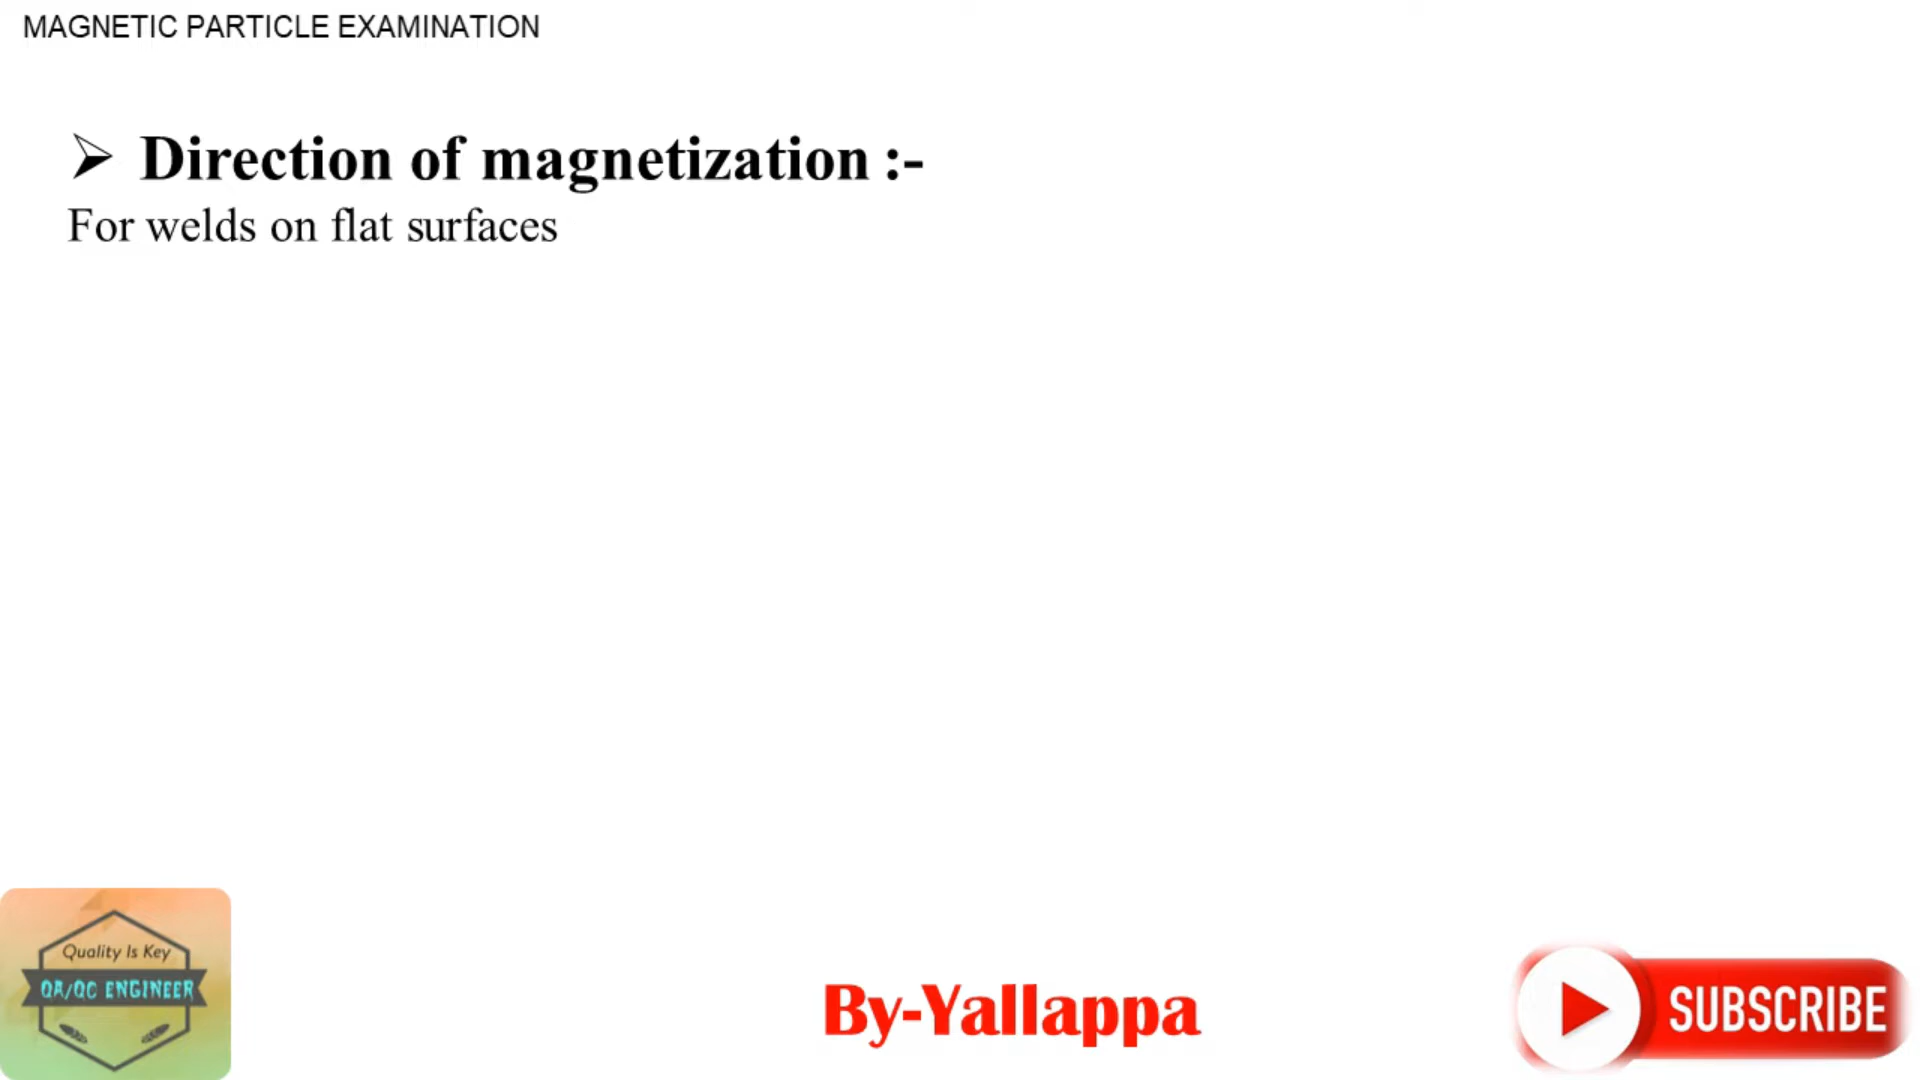 MAGNETIC PARTICLE EXAMINATION
➢ Direction of magnetization :-
For welds on flat surfaces
Quality Is Key
QA/QC ENGINEER
By-Yallappa
SUBSCRIBE